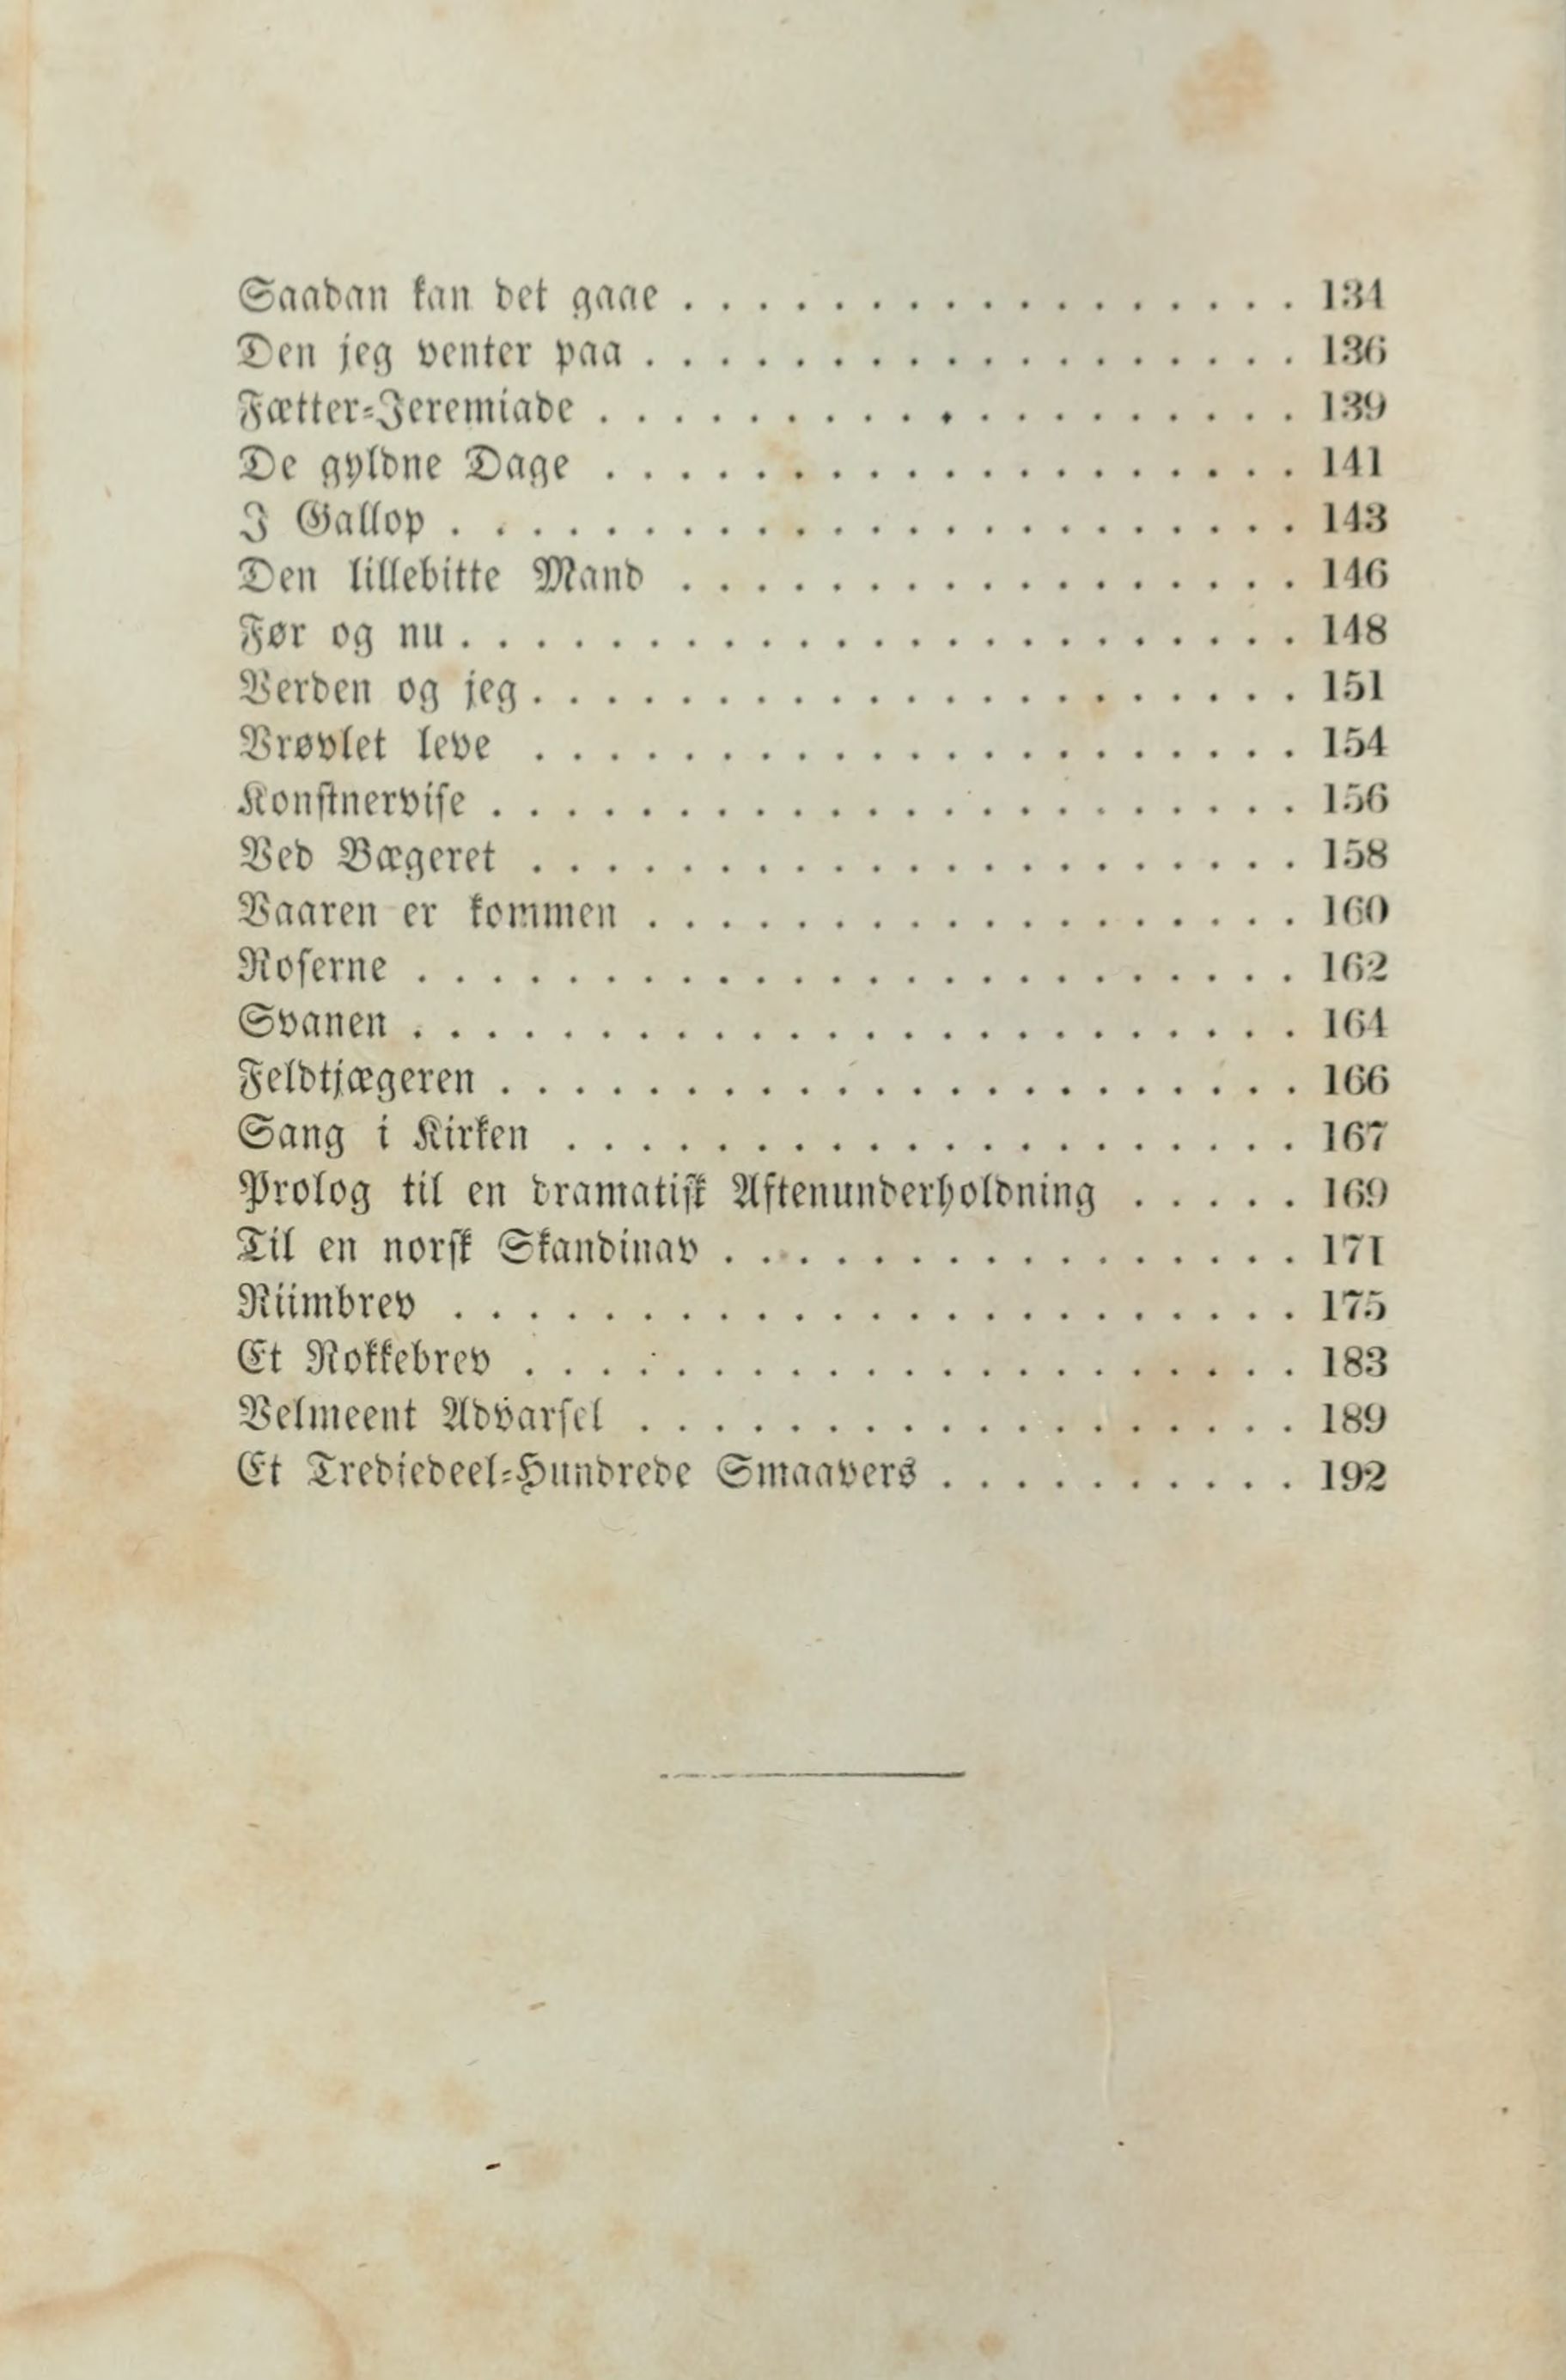 Saadan kan det gaae . . . . . . . . . . . . . . . . . 134
Den jeg venter paa . . . . . . . . . . . . . . . . . . 136
Fætter-Jeremiade . . . . . . . . . . . . . . . . . . . 139
De gyldne Dage . . . . . . . . . . . . . . . . . . . 141
I Gallop . . . . . . . . . . . . . . . . . . . . . . . 143
Den lillebitte Mand . . . . . . . . . . . . . . . . . 146
Før og nu . . . . . . . . . . . . . . . . . . . . . . . 148
Verden og jeg . . . . . . . . . . . . . . . . . . . . . 151
Vrøvlet leve . . . . . . . . . . . . . . . . . . . . . 154
Konstnervise . . . . . . . . . . . . . . . . . . . . . . 156
Ved Bægeret . . . . . . . . . . . . . . . . . . . . . 158
Vaaren er kommen . . . . . . . . . . . . . . . . . . 160
Roserne . . . . . . . . . . . . . . . . . . . . . . . . 162
Svanen . . . . . . . . . . . . . . . . . . . . . . . . 164
Feldtjægeren . . . . . . . . . . . . . . . . . . . . . . 166
Sang i Kirken . . . . . . . . . . . . . . . . . . . . 167
Prolog til en dramatisk Aftenunderholdning . . . . . 169
Til en norsk Skandinav . . . . . . . . . . . . . . . . 171
Riimbrev . . . . . . . . . . . . . . . . . . . . . . . 175
Et Rokkebrev . . . . . . . . . . . . . . . . . . . . . 183
Velmeent Advarsel . . . . . . . . . . . . . . . . . . 189
Et Trediedeel-Hundrede Smaavers . . . . . . . . . . 192